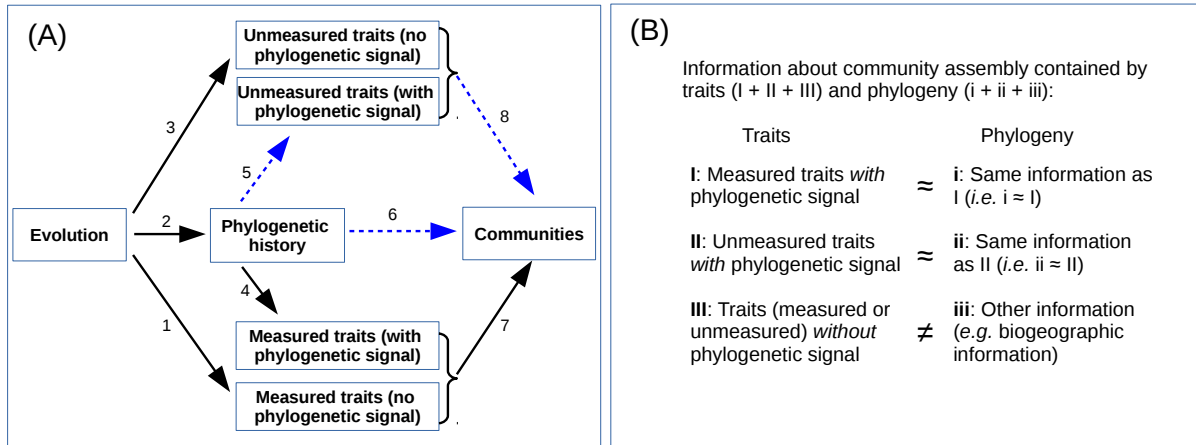 (A)
Unmeasured traits (no
phylogenetic signal)
Unmeasured traits (with
phylogenetic signal)
3
8
5
2
6
Evolution
Phylogenetic
history
Communities
4
1
7
Measured traits (with
phylogenetic signal)
Measured traits (no
phylogenetic signal)
(B)
Information about community assembly contained by
traits (I + II + III) and phylogeny (i + ii + iii):
Traits
Phylogeny
I: Measured traits with
phylogenetic signal
≈
i: Same information as
I (i.e. i ≈ I)
II: Unmeasured traits
with phylogenetic signal
≈
ii: Same information
as II (i.e. ii ≈ II)
III: Traits (measured or
unmeasured) without
phylogenetic signal
≠
iii: Other information
(e.g. biogeographic
information)